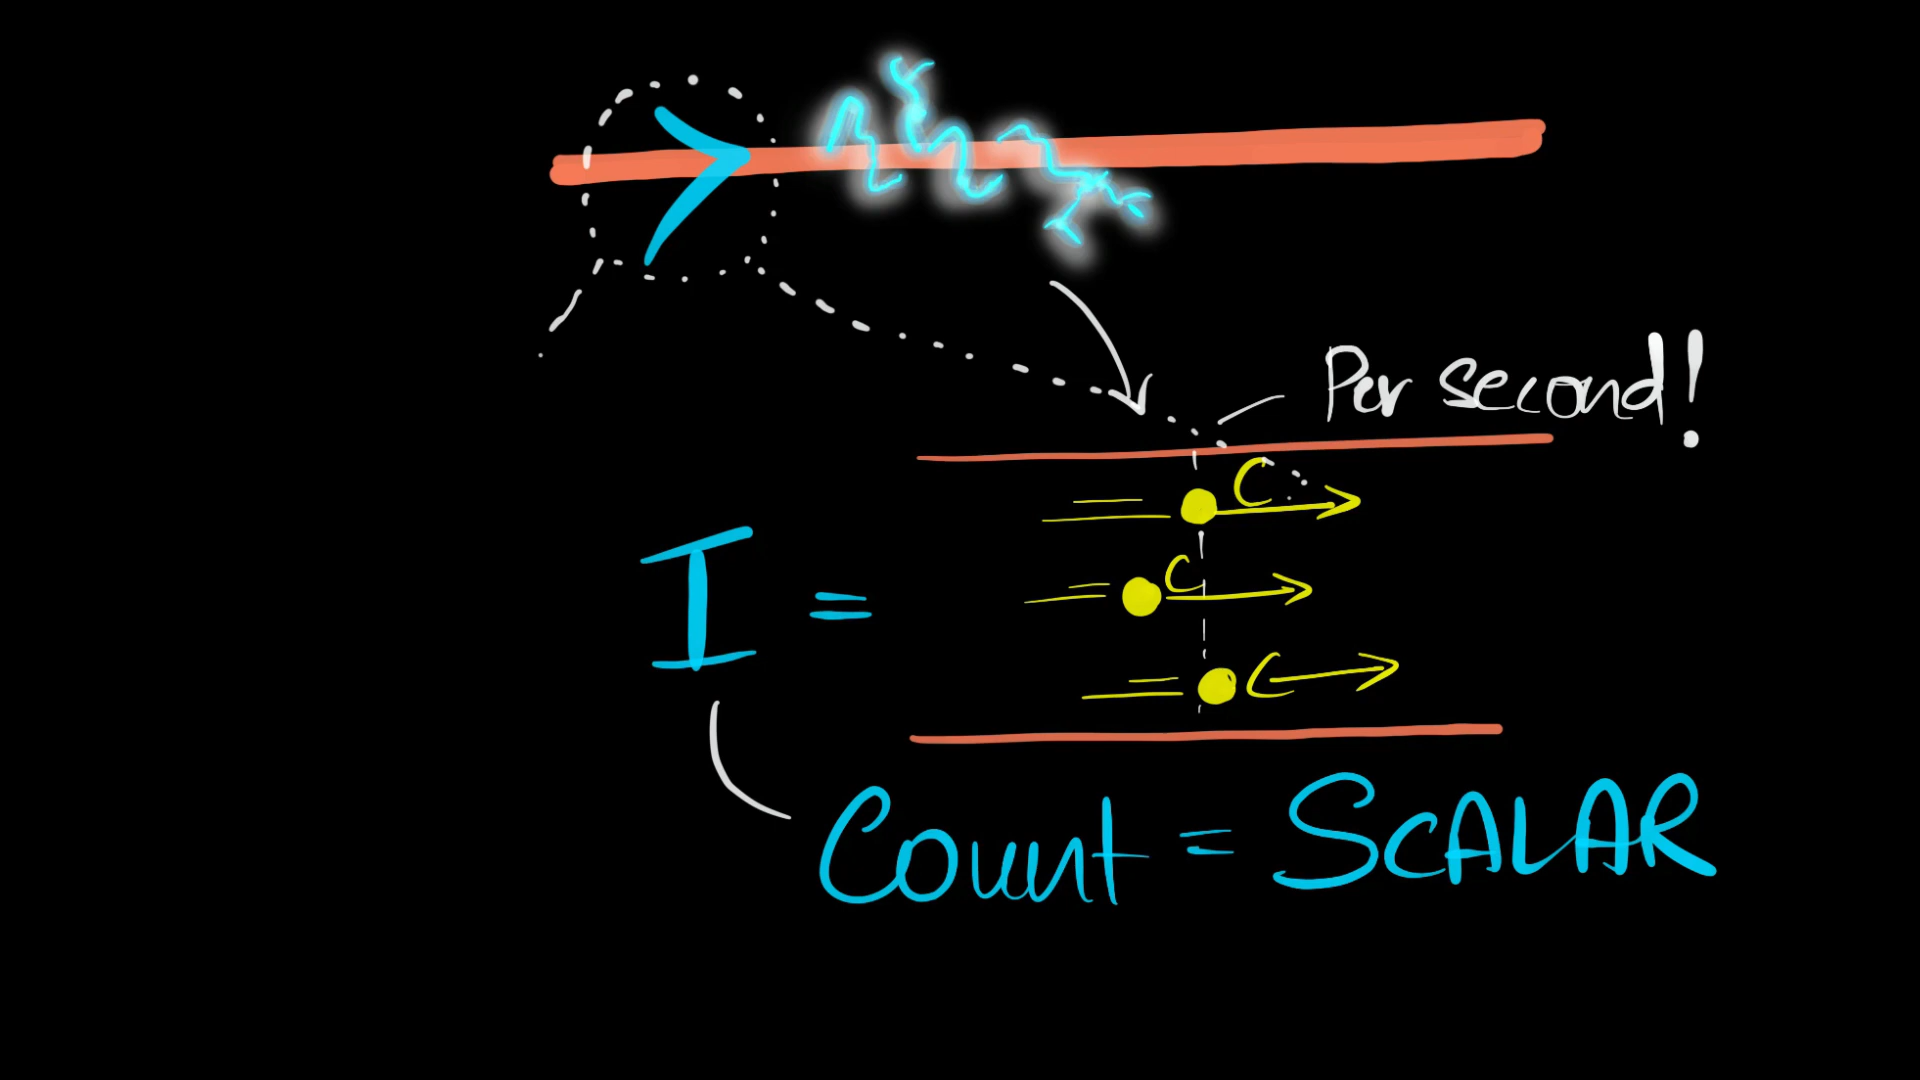 Per second!
C
C
C
I =
Count = SCALAR